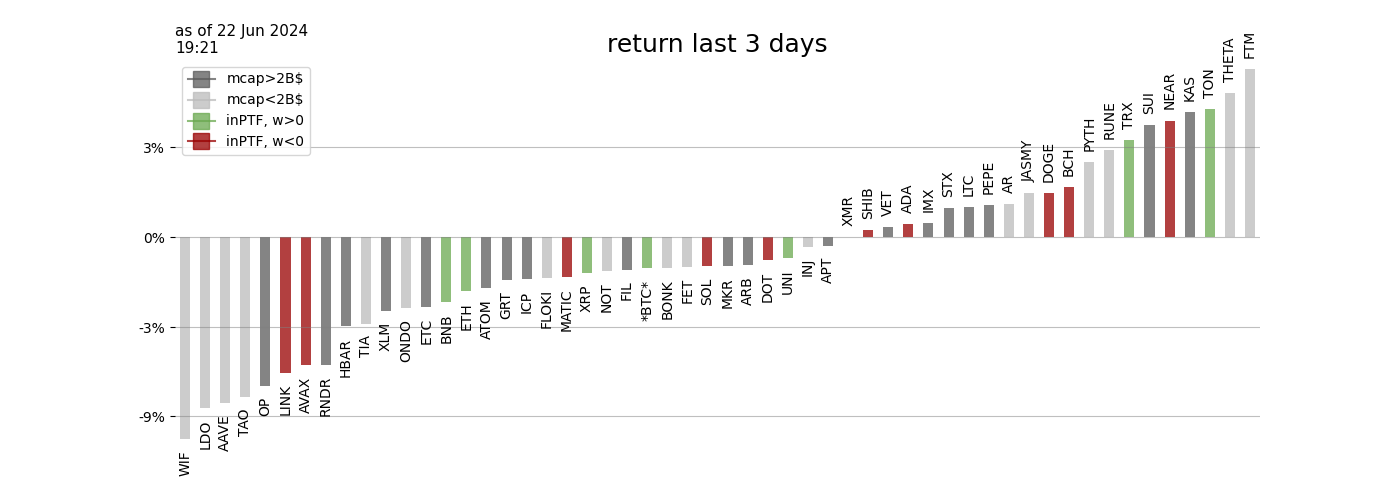 as of 22 Jun 2024
19:21
return last 3 days
mcap>2B$
mcap<2B$
inPTF, w>0
inPTF, w<0
3%
0%
-3%
-9%
WIF
LDO
AAVE
TAO
OP
LINK
AVAX
RNDR
HBAR
TIA
XLM
ONDO
ETC
BNB
ETH
ATOM
GRT
ICP
FLOKI
MATIC
XRP
NOT
FIL
*BTC*
BONK
FET
SOL
MKR
ARB
DOT
UNI
INJ
APT
XMR
SHIB
VET
ADA
IMX
STX
LTC
PEPE
AR
JASMY
DOGE
BCH
PYTH
RUNE
TRX
SUI
NEAR
KAS
TON
THETA
FTM